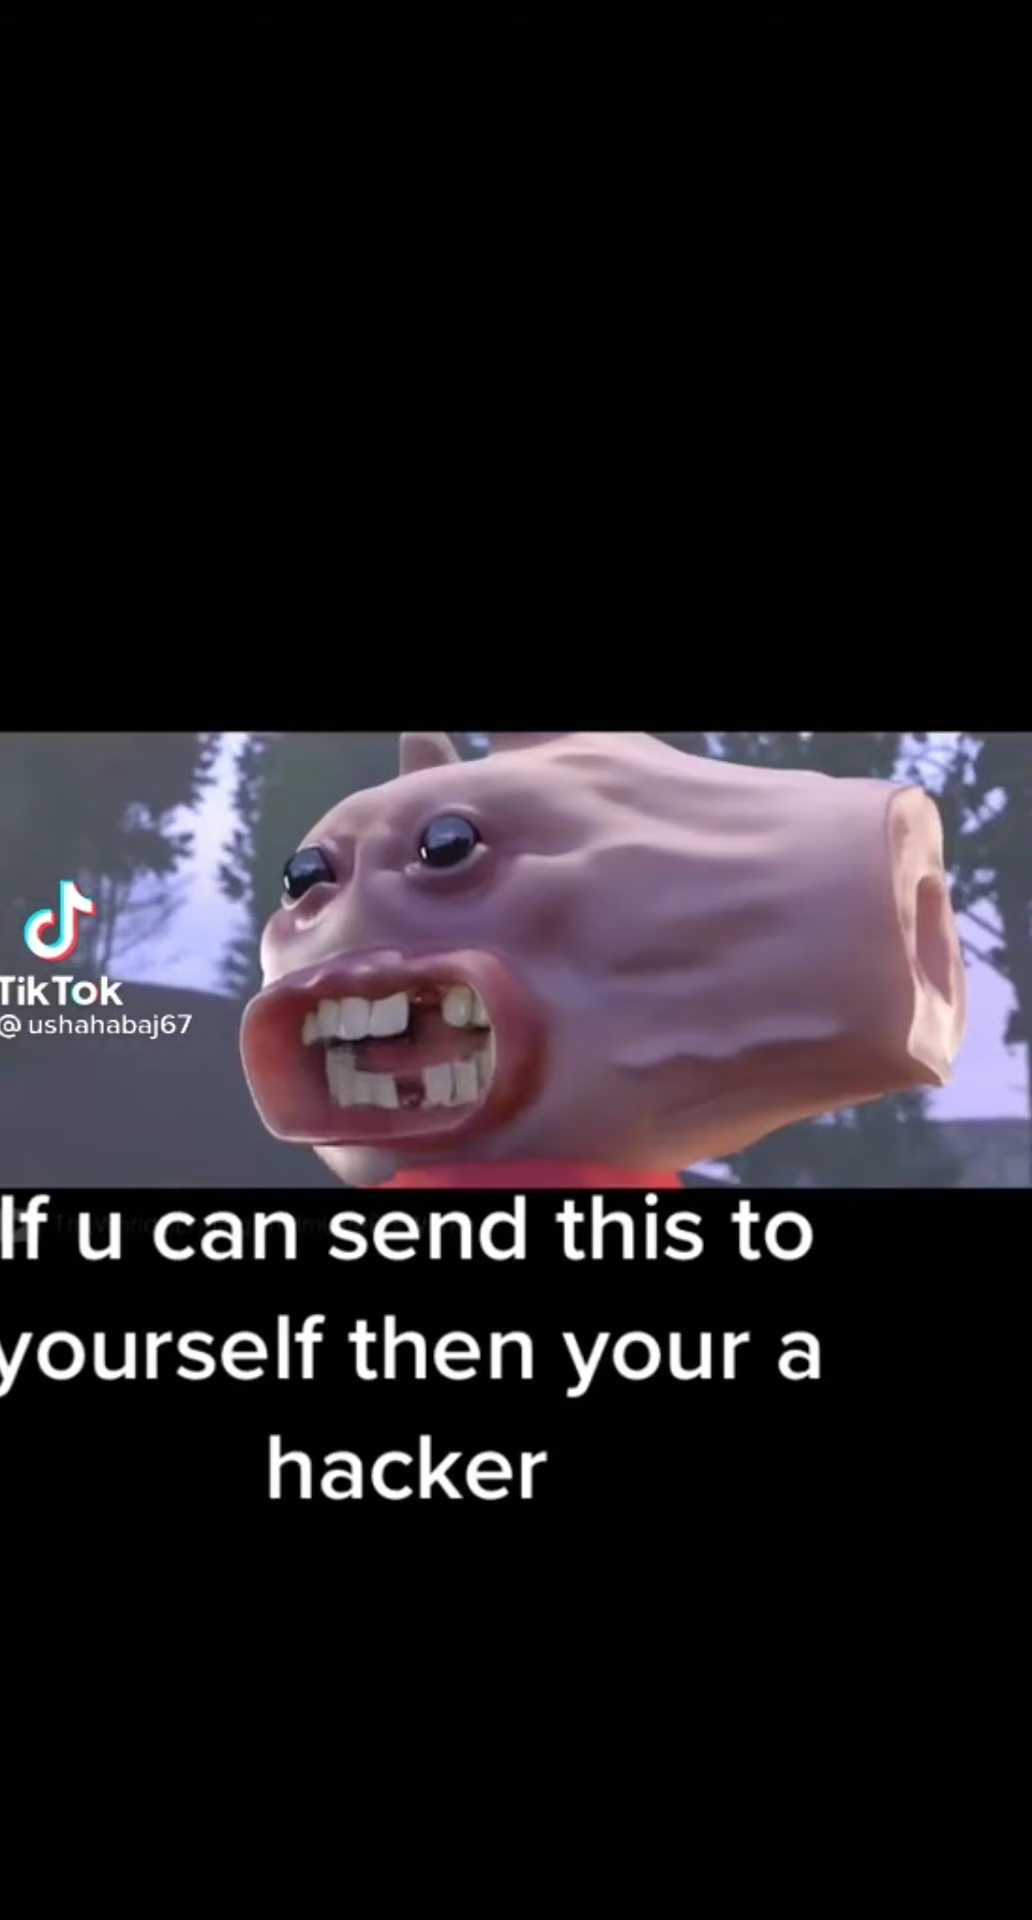 TikTok
@ ushahabaj67
If u can send this to
yourself then your a
hacker